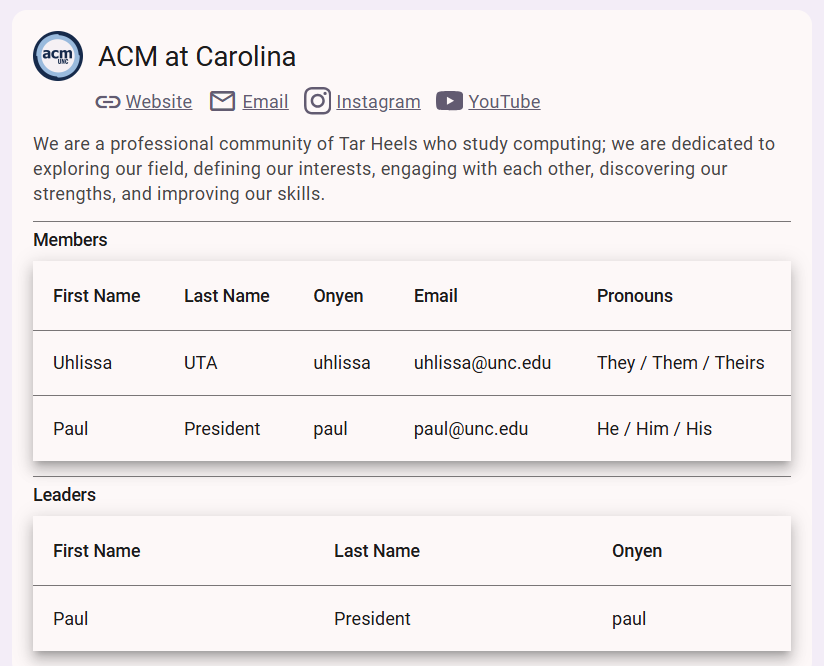 acm
UNC
ACM at Carolina
Website Email Instagram YouTube
We are a professional community of Tar Heels who study computing; we are dedicated to
exploring our field, defining our interests, engaging with each other, discovering our
strengths, and improving our skills.
Members
First Name Last Name Onyen Email Pronouns
Uhlissa UTA uhlissa uhlissa@unc.edu They / Them / Theirs
Paul President paul paul@unc.edu He / Him / His
Leaders
First Name Last Name Onyen
Paul President paul